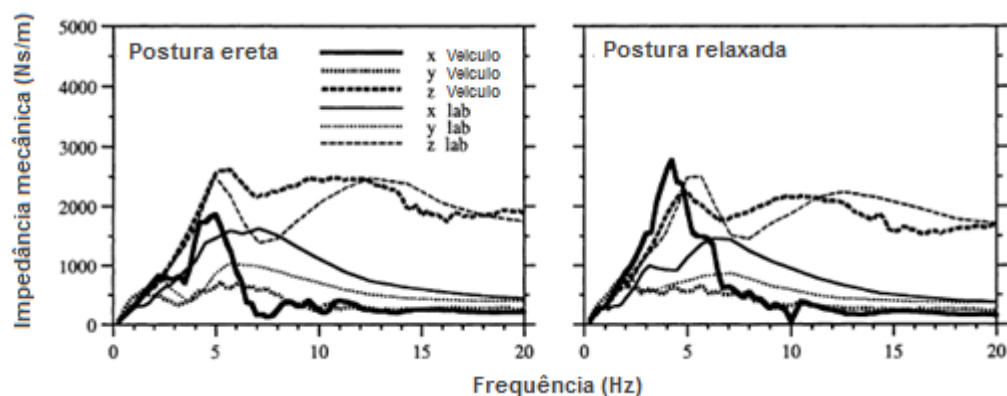 Postura ereta
x Veículo
y Veículo
z Veículo
x lab
y lab
z lab
Postura relaxada
Impedância mecânica (Ns/m)
5000
4000
3000
2000
1000
0
0 5 10 15 20
0 5 10 15 20
Frequência (Hz)